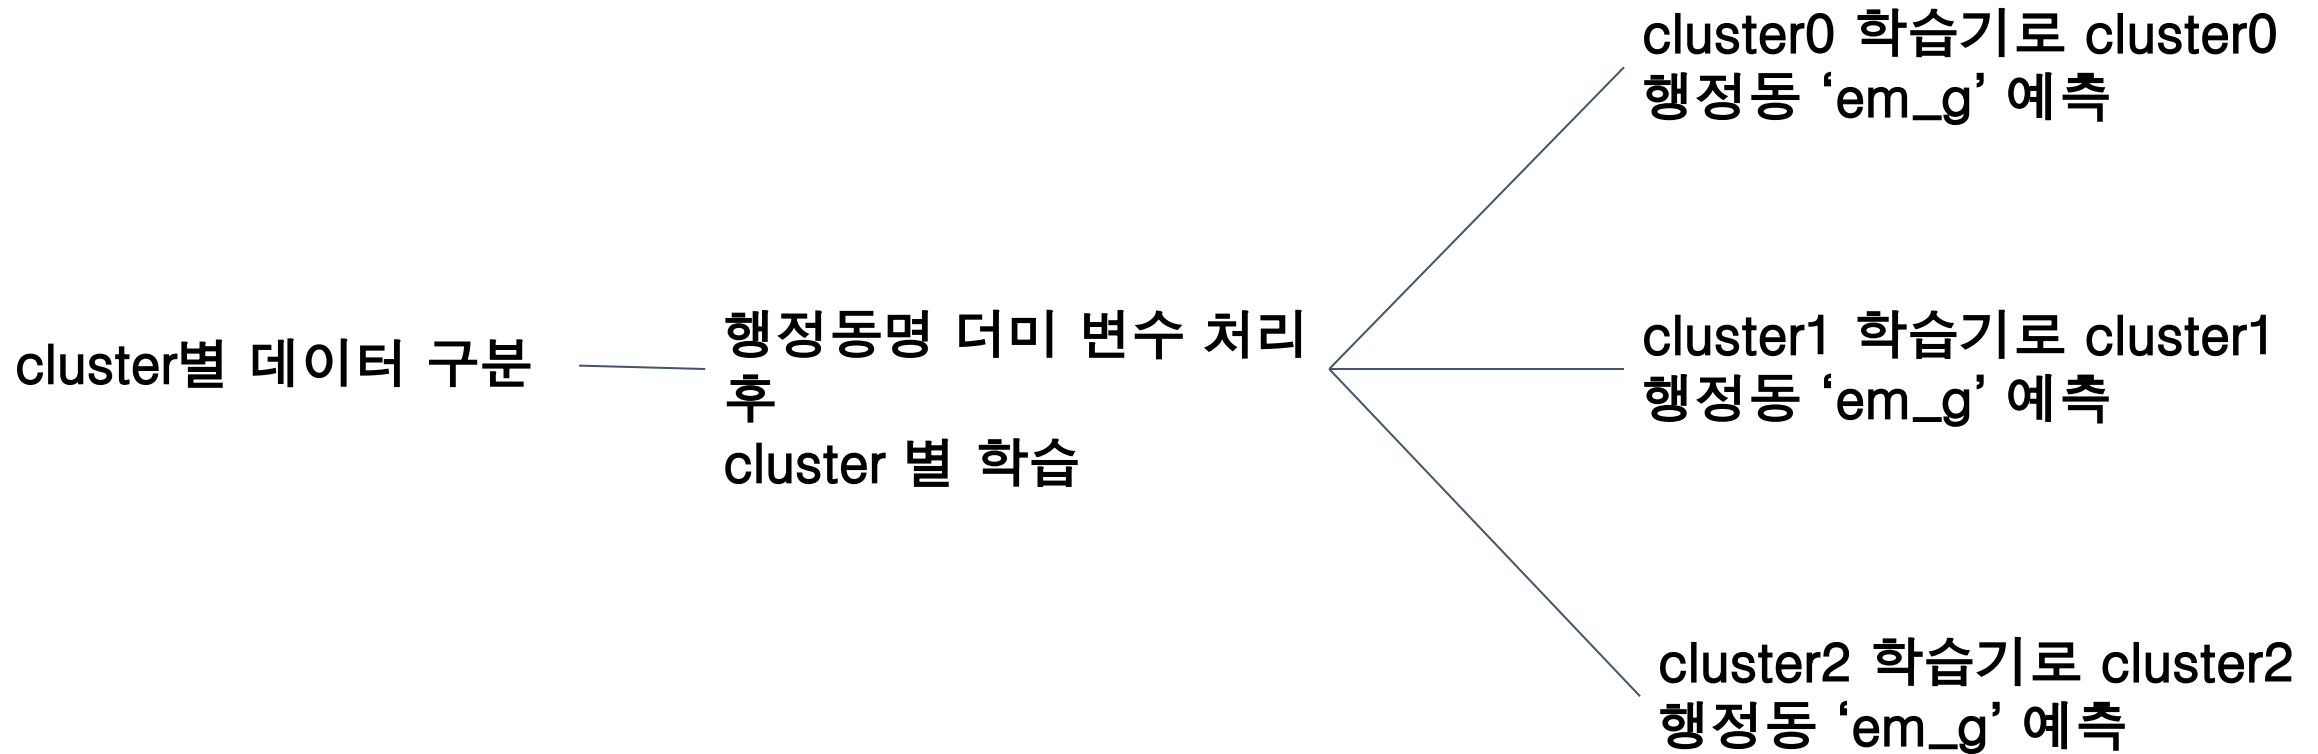 cluster별 데이터 구분
행정동명 더미 변수 처리
후
cluster 별 학습
cluster0 학습기로 cluster0
행정동 ‘em_g’ 예측
cluster1 학습기로 cluster1
행정동 ‘em_g’ 예측
cluster2 학습기로 cluster2
행정동 ‘em_g’ 예측